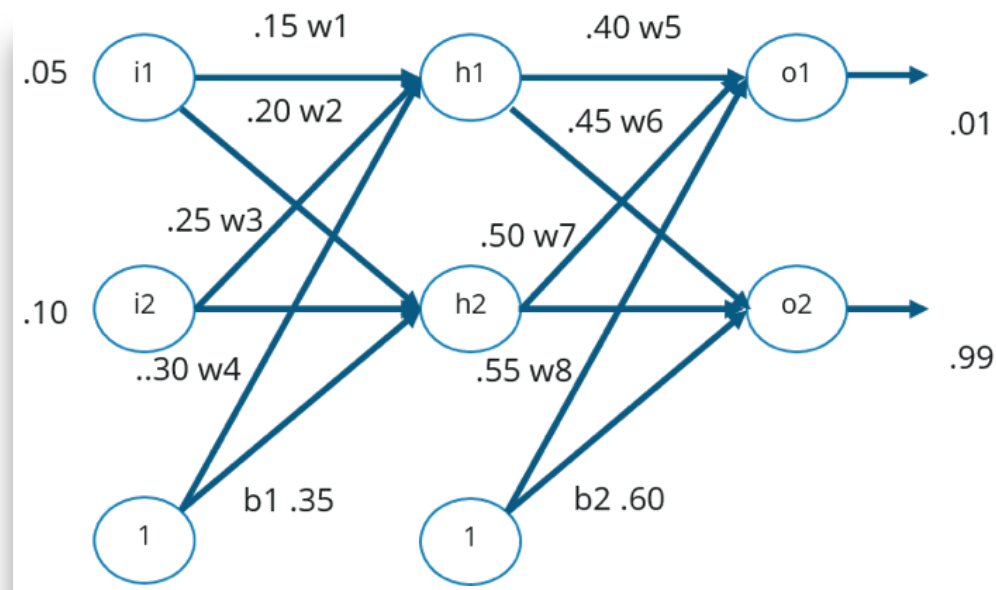 .15 w1
.40 w5
.05
i1
h1
o1
.20 w2
.45 w6
.01
.25 w3
.50 w7
.10
i2
h2
o2
..30 w4
.55 w8
.99
b1 .35
b2 .60
1
1